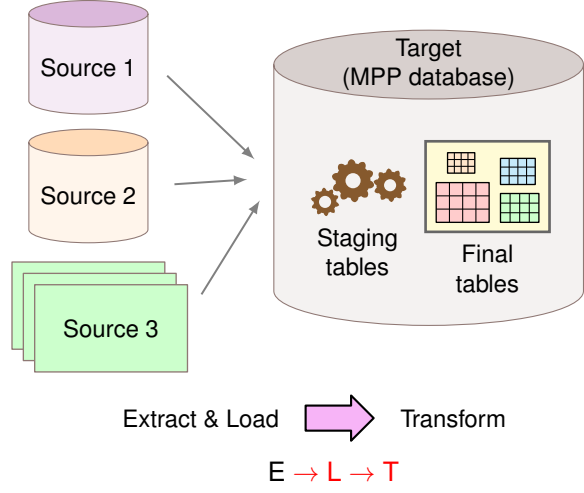 Source 1
Target
(MPP database)
Source 2
Staging
tables
Final
tables
Source 3
Extract & Load
Transform
E → L → T